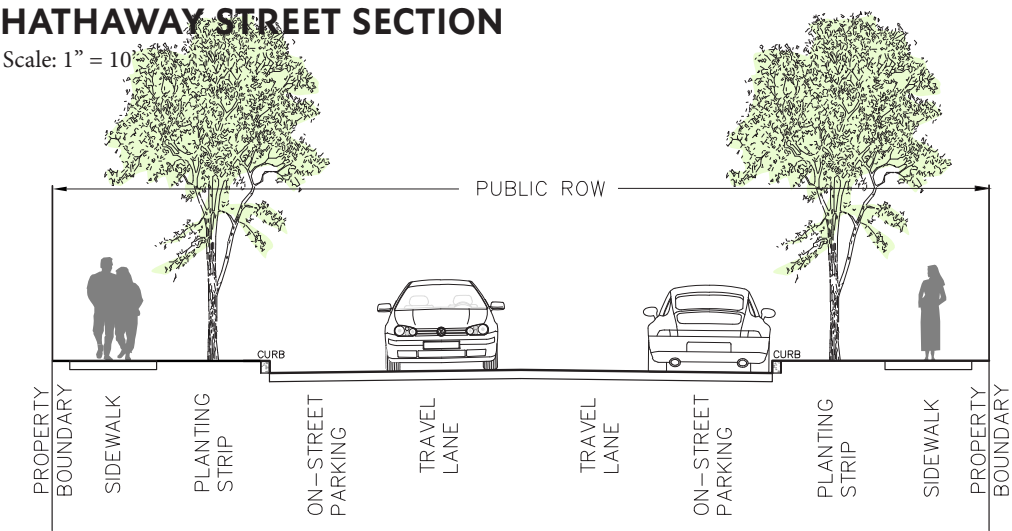 HATHAWAY STREET SECTION
Scale: 1” = 10’
PUBLIC ROW
CURB
CURB
PROPERTY
BOUNDARY
SIDEWALK
PLANTING
STRIP
ON-STREET
PARKING
TRAVEL
LANE
TRAVEL
LANE
ON-STREET
PARKING
PLANTING
STRIP
SIDEWALK
PROPERTY
BOUNDARY